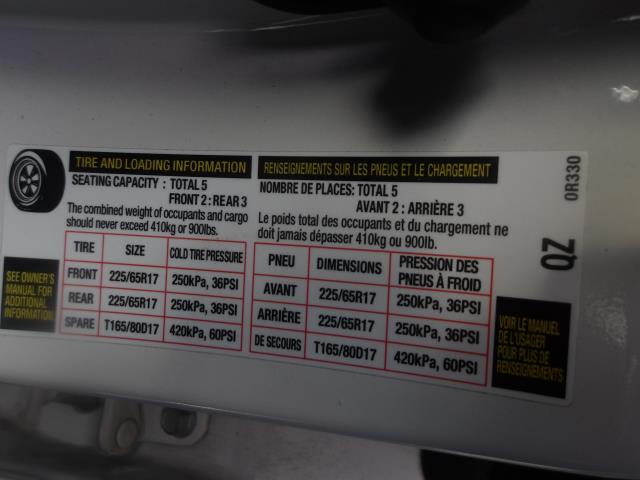 TIRE AND LOADING INFORMATION
SEATING CAPACITY : TOTAL 5
FRONT 2 : REAR 3
The combined weight of occupants and cargo
should never exceed 410kg or 900lbs.
TIRE SIZE COLD TIRE PRESSURE
FRONT 225/65R17 250kPa, 36PSI
REAR 225/65R17 250kPa, 36PSI
SPARE T165/80D17 420kPa, 60PSI
SEE OWNER'S
MANUAL FOR
ADDITIONAL
INFORMATION
RENSEIGNEMENTS SUR LES PNEUS ET LE CHARGEMENT
NOMBRE DE PLACES: TOTAL 5
AVANT 2 : ARRIÈRE 3
Le poids total des occupants et du chargement ne
doit jamais dépasser 410kg ou 900lb.
PNEU DIMENSIONS PRESSION DES
PNEUS À FROID
AVANT 225/65R17 250kPa, 36PSI
ARRIÈRE 225/65R17 250kPa, 36PSI
DE SECOURS T165/80D17 420kPa, 60PSI
VOIR LE MANUEL
DE L'USAGER
POUR PLUS DE
RENSEIGNEMENTS
QZ
0R330